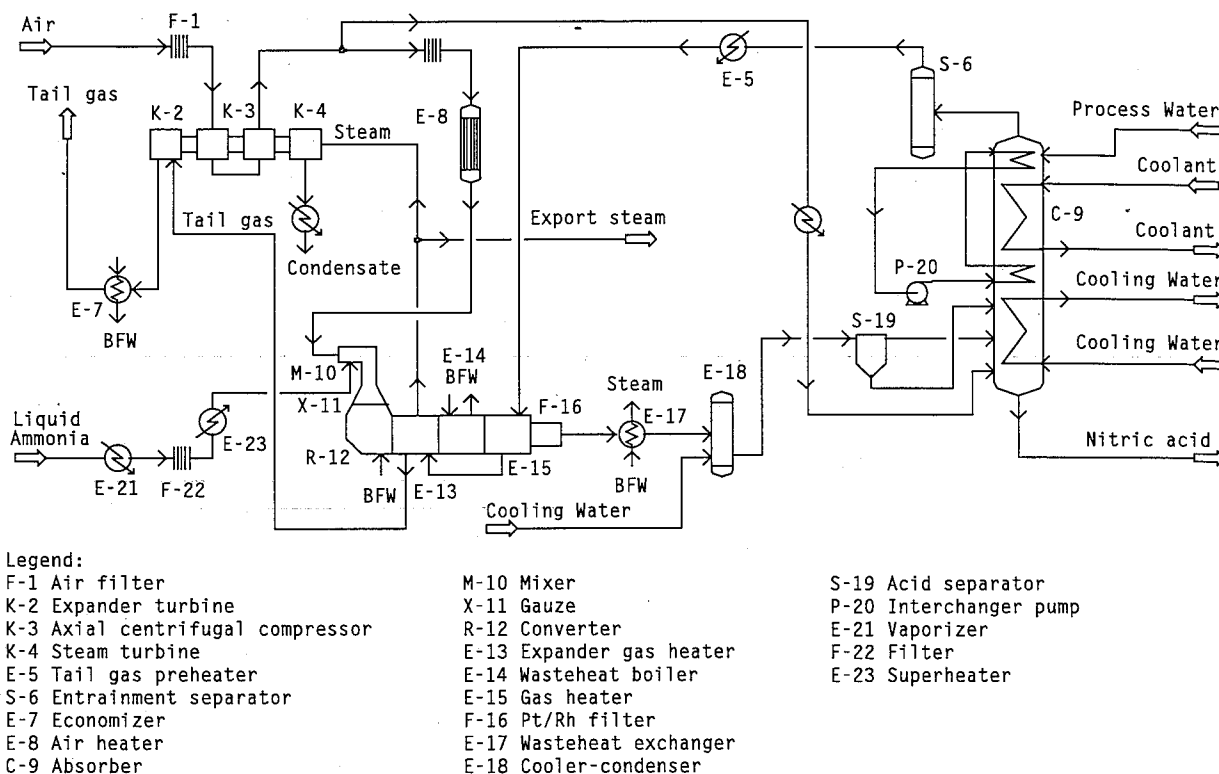 Air
F-1
Tail gas
K-2
K-3
K-4
Steam
E-8
E-5
S-6
Process Water
Coolant
C-9
Coolant
Tail gas
Export steam
Condensate
P-20
Cooling Water
E-7
BFW
S-19
Cooling Water
M-10
E-14
BFW
Steam
E-18
X-11
F-16
E-17
Liquid
Ammonia
E-23
R-12
E-15
Nitric acid
E-21
F-22
BFW
E-13
BFW
Cooling Water
Legend:
F-1 Air filter
K-2 Expander turbine
K-3 Axial centrifugal compressor
K-4 Steam turbine
E-5 Tail gas preheater
S-6 Entrainment separator
E-7 Economizer
E-8 Air heater
C-9 Absorber
M-10 Mixer
X-11 Gauze
R-12 Converter
E-13 Expander gas heater
E-14 Wasteheat boiler
E-15 Gas heater
F-16 Pt/Rh filter
E-17 Wasteheat exchanger
E-18 Cooler-condenser
S-19 Acid separator
P-20 Interchanger pump
E-21 Vaporizer
F-22 Filter
E-23 Superheater